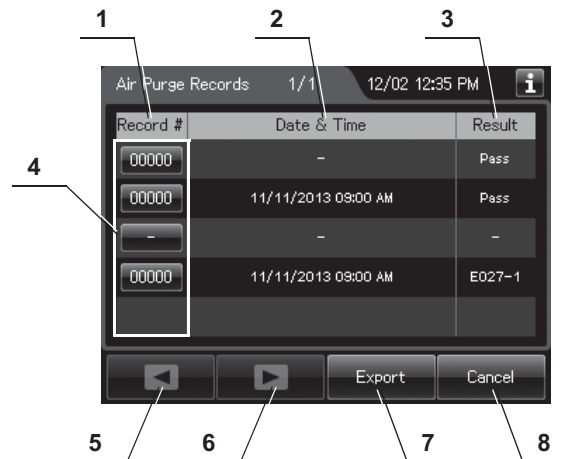 1 2 3
Air Purge Records 1/1 12/02 12:35 PM i
Record # Date & Time Result
00000 - Pass
4
00000 11/11/2013 09:00 AM Pass
- - -
00000 11/11/2013 09:00 AM E027-1
Export Cancel
5 6 7 8